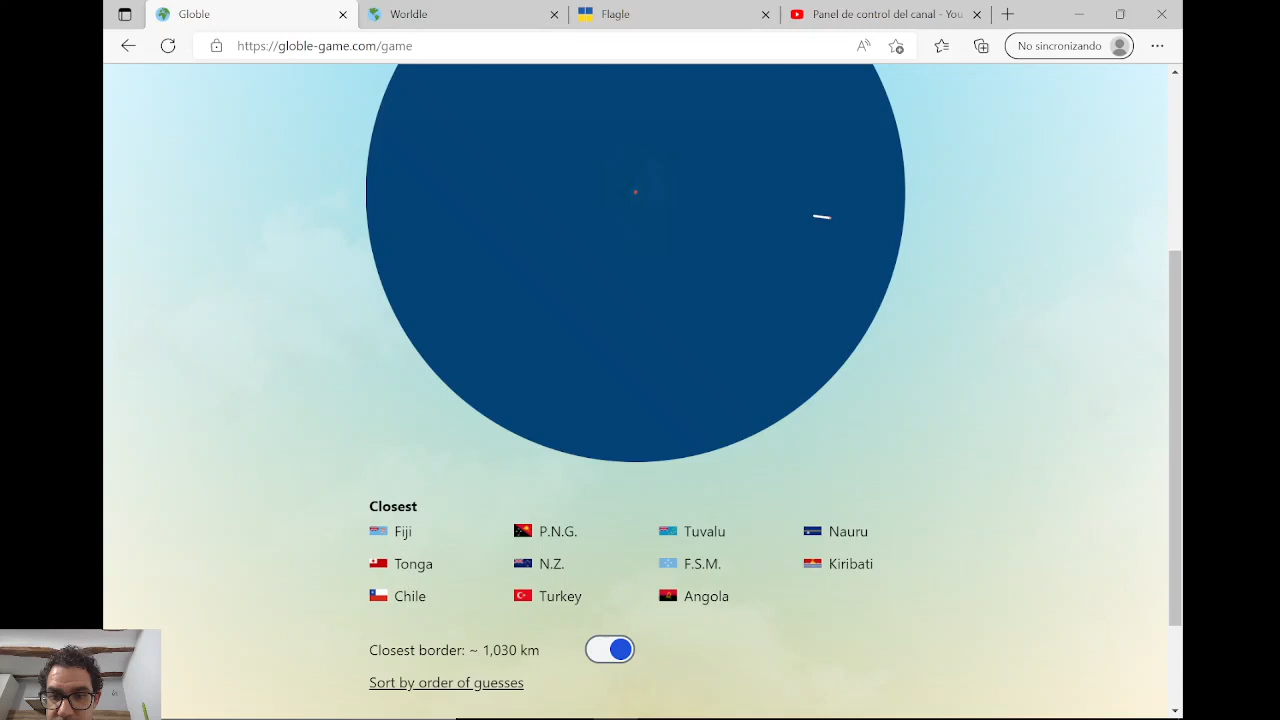 Globle
Worldle
Flagle
Panel de control del canal - You
https://globle-game.com/game
No sincronizando
Closest
Fiji
P.N.G.
Tuvalu
Nauru
Tonga
N.Z.
F.S.M.
Kiribati
Chile
Turkey
Angola
Closest border: ~ 1,030 km
Sort by order of guesses